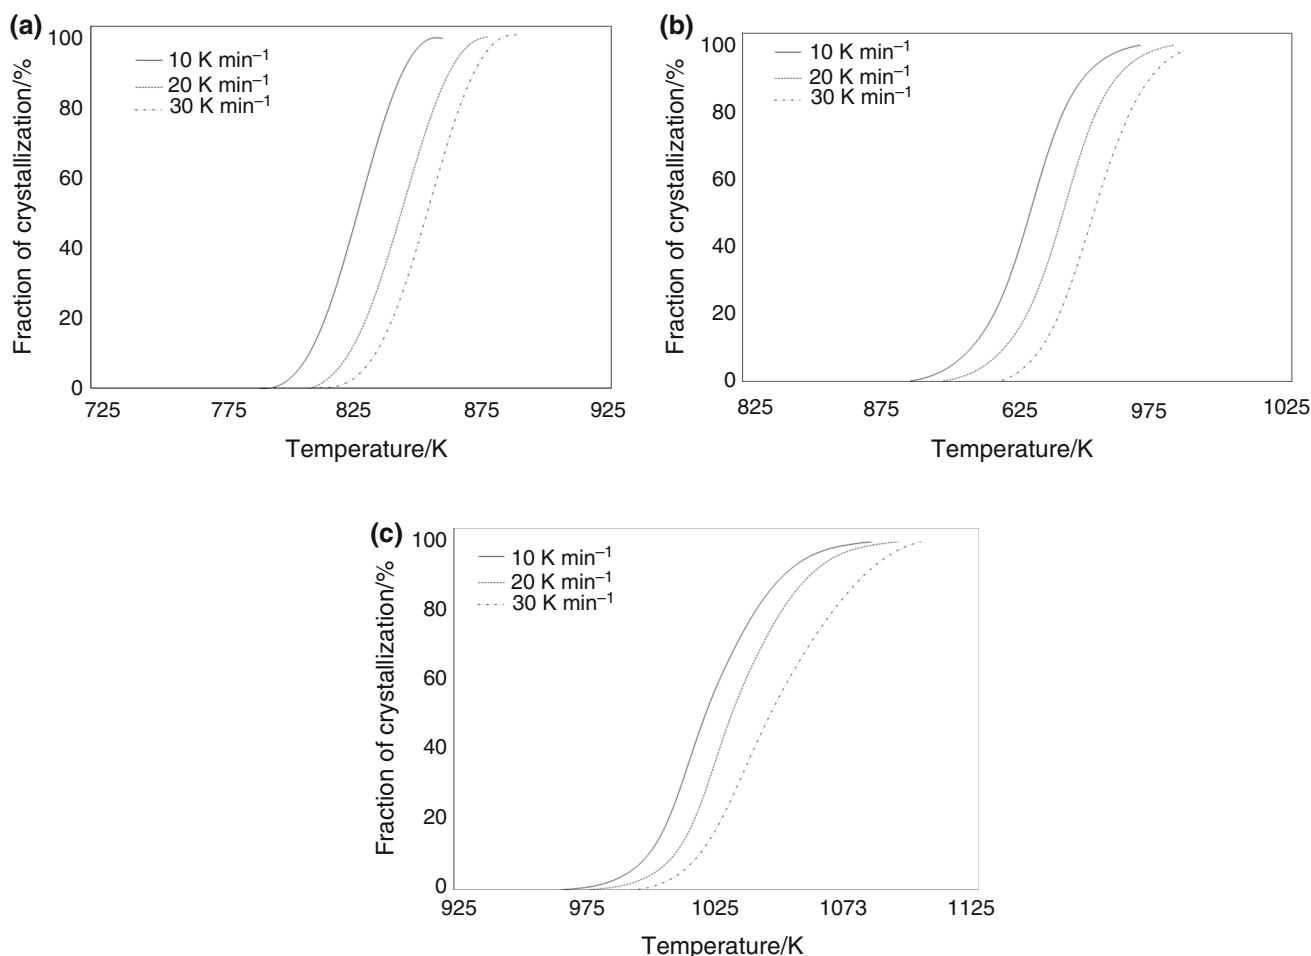 (a)
100
80
60
40
20
0
Fraction of crystallization/%
10 K min⁻¹
20 K min⁻¹
30 K min⁻¹
725 775 825 875 925
Temperature/K
(b)
100
80
60
40
20
0
Fraction of crystallization/%
10 K min⁻¹
20 K min⁻¹
30 K min⁻¹
825 875 625 975 1025
Temperature/K
(c)
100
80
60
40
20
0
Fraction of crystallization/%
10 K min⁻¹
20 K min⁻¹
30 K min⁻¹
925 975 1025 1073 1125
Temperature/K